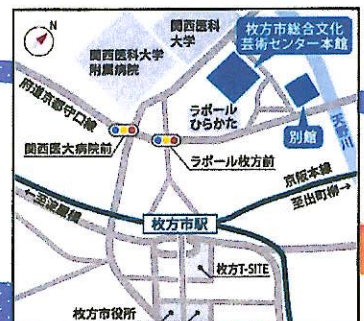 N
関西医科
大学
関西医科大学
附属病院
枚方市総合文化
芸術センター本館
府道京都守口線
ラポール
ひらかた
別館
天野川
関西医大病院前
ラポール枚方前
京阪本線
至出町柳→
←至淀屋橋
枚方市駅
枚方T-SITE
枚方市役所